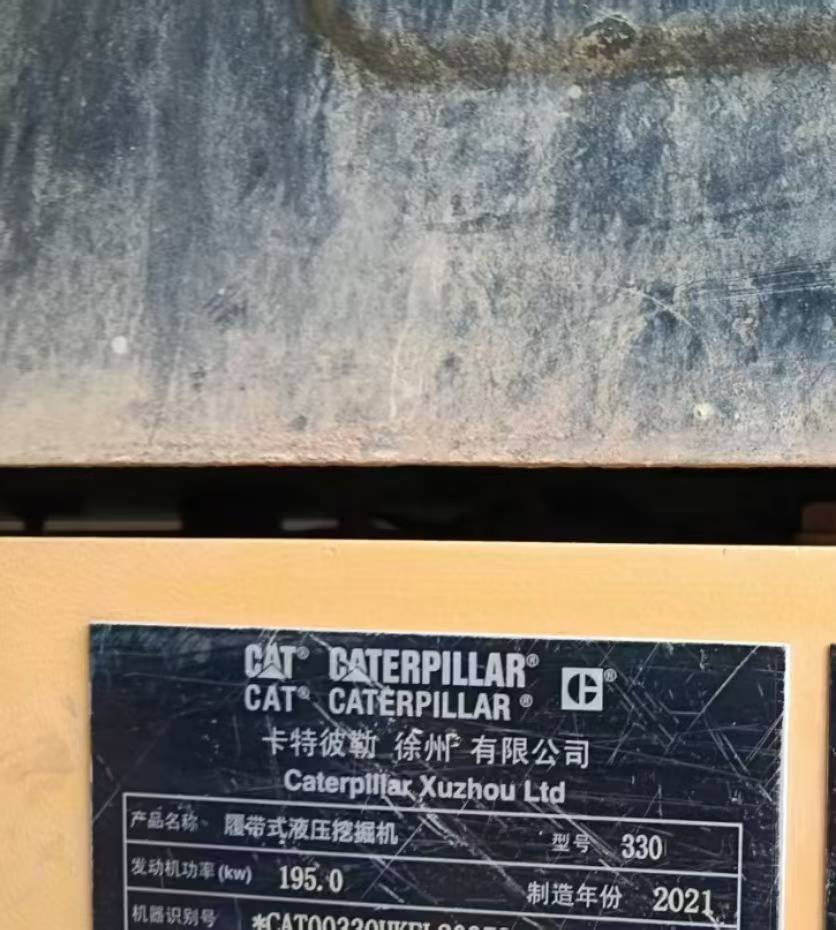 CAT® CATERPILLAR®
CAT® CATERPILLAR®
卡特彼勒 徐州 有限公司
Caterpillar Xuzhou Ltd
产品名称 履带式液压挖掘机 型号 330
发动机功率(kw) 195.0 制造年份 2021
机器识别号